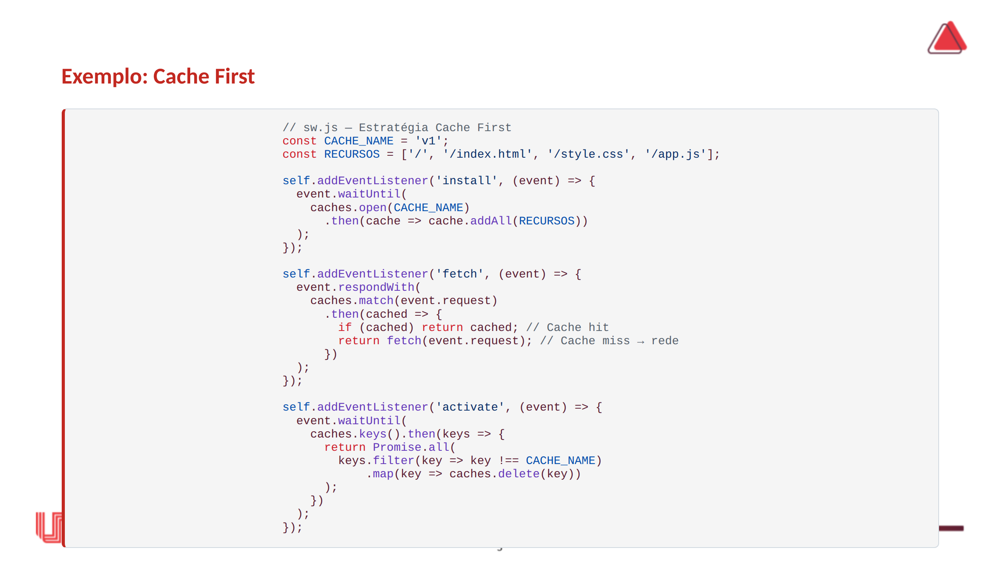 Exemplo: Cache First
// sw.js — Estratégia Cache First
const CACHE_NAME = 'v1';
const RECURSOS = ['/', '/index.html', '/style.css', '/app.js'];

self.addEventListener('install', (event) => {
  event.waitUntil(
    caches.open(CACHE_NAME)
      .then(cache => cache.addAll(RECURSOS))
  );
});

self.addEventListener('fetch', (event) => {
  event.respondWith(
    caches.match(event.request)
      .then(cached => {
        if (cached) return cached; // Cache hit
        return fetch(event.request); // Cache miss → rede
      })
  );
});

self.addEventListener('activate', (event) => {
  event.waitUntil(
    caches.keys().then(keys => {
      return Promise.all(
        keys.filter(key => key !== CACHE_NAME)
            .map(key => caches.delete(key))
      );
    })
  );
});